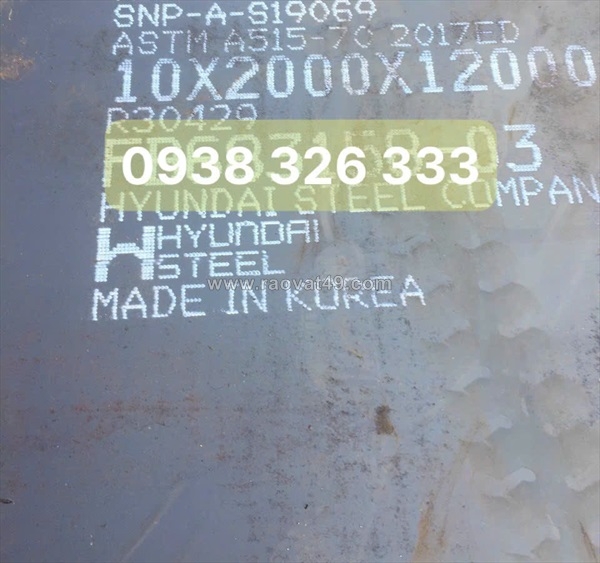 SNP-A-S19069
ASTM A515-70 2017ED
10X2000X12000
R30429
0938 326 333
HYUNDAI STEEL COMPAN
HYUNDAI
STEEL
www.raovat49.com
MADE IN KOREA